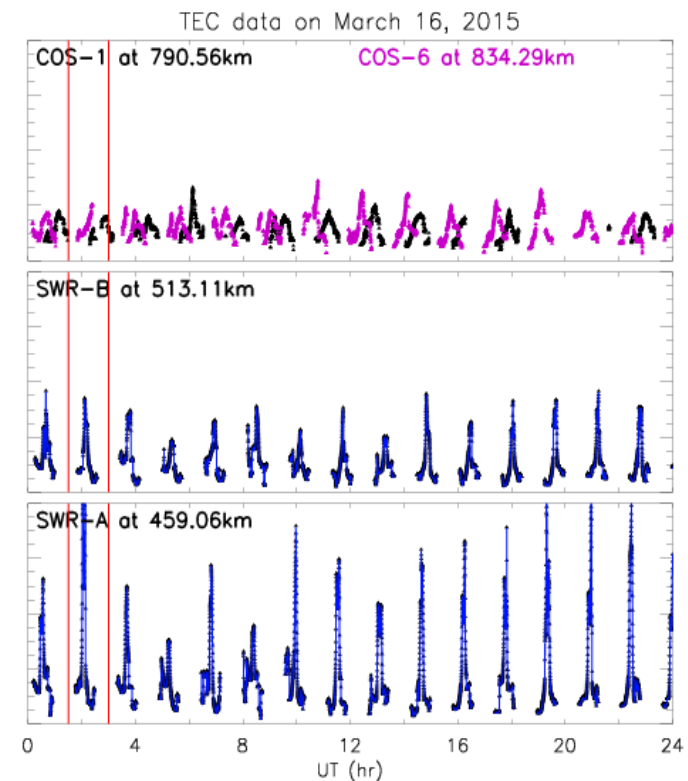 TEC data on March 16, 2015
COS-1 at 790.56km COS-6 at 834.29km
SWR-B at 513.11km
SWR-A at 459.06km
0 4 8 12 16 20 24
UT (hr)